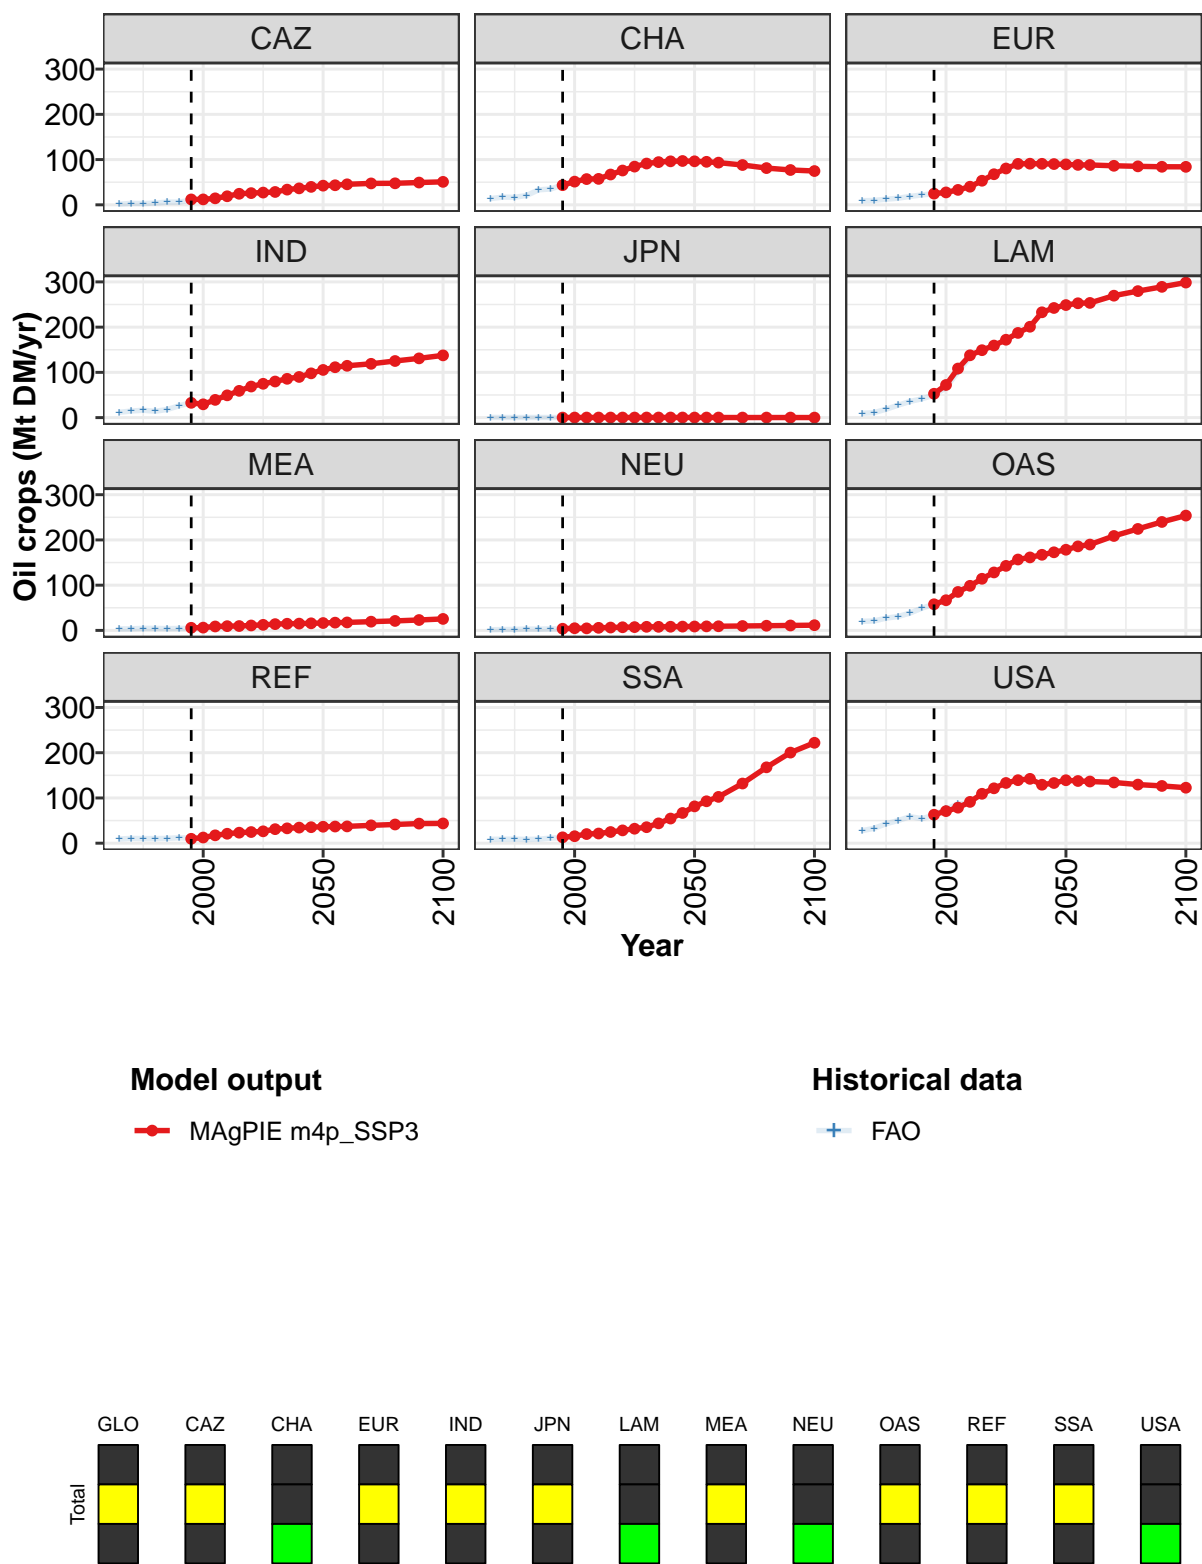 CAZ CHA EUR
300
200
100
0
IND JPN LAM
300
200
100
0
MEA NEU OAS
300
200
100
0
REF SSA USA
300
200
100
0
Oil crops (Mt DM/yr)
2000 2050 2100 2000 2050 2100 2000 2050 2100
Year
Model output Historical data
MAgPIE m4p_SSP3 FAO
GLO CAZ CHA EUR IND JPN LAM MEA NEU OAS REF SSA USA
Total